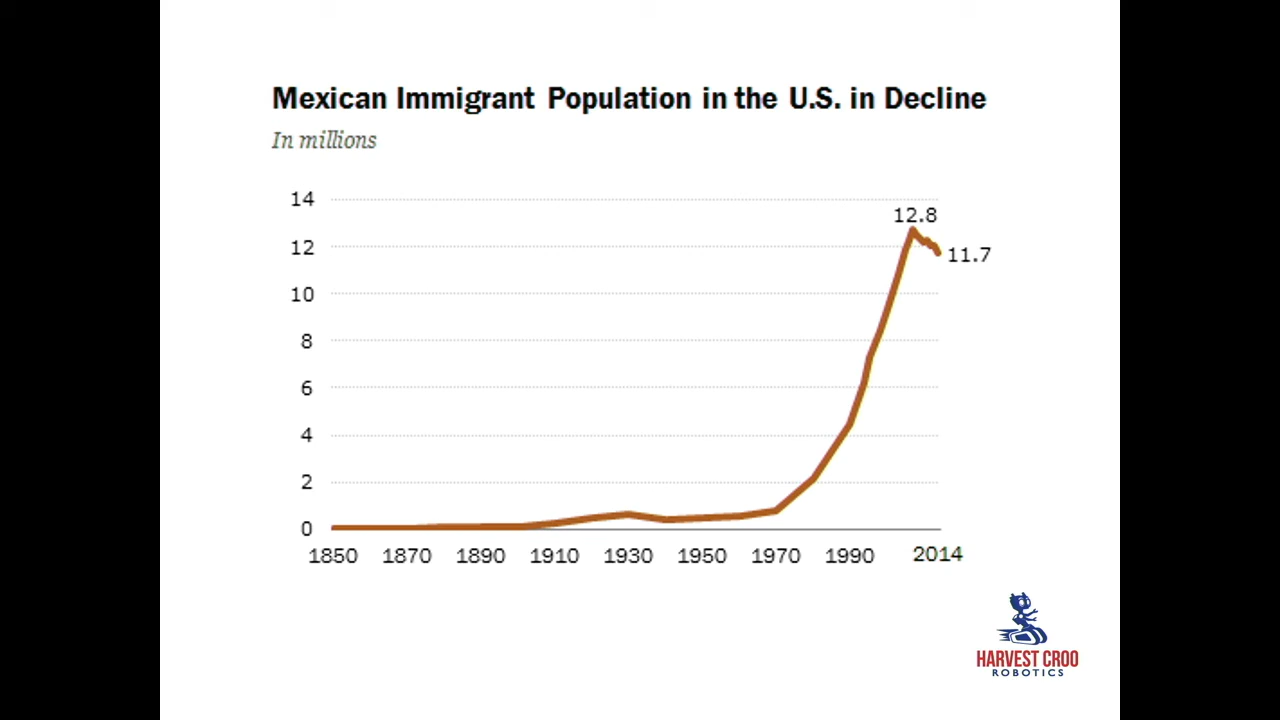 Mexican Immigrant Population in the U.S. in Decline
In millions
14
12.8
12
11.7
10
8
6
4
2
0
1850 1870 1890 1910 1930 1950 1970 1990 2014
HARVEST CROO
ROBOTICS